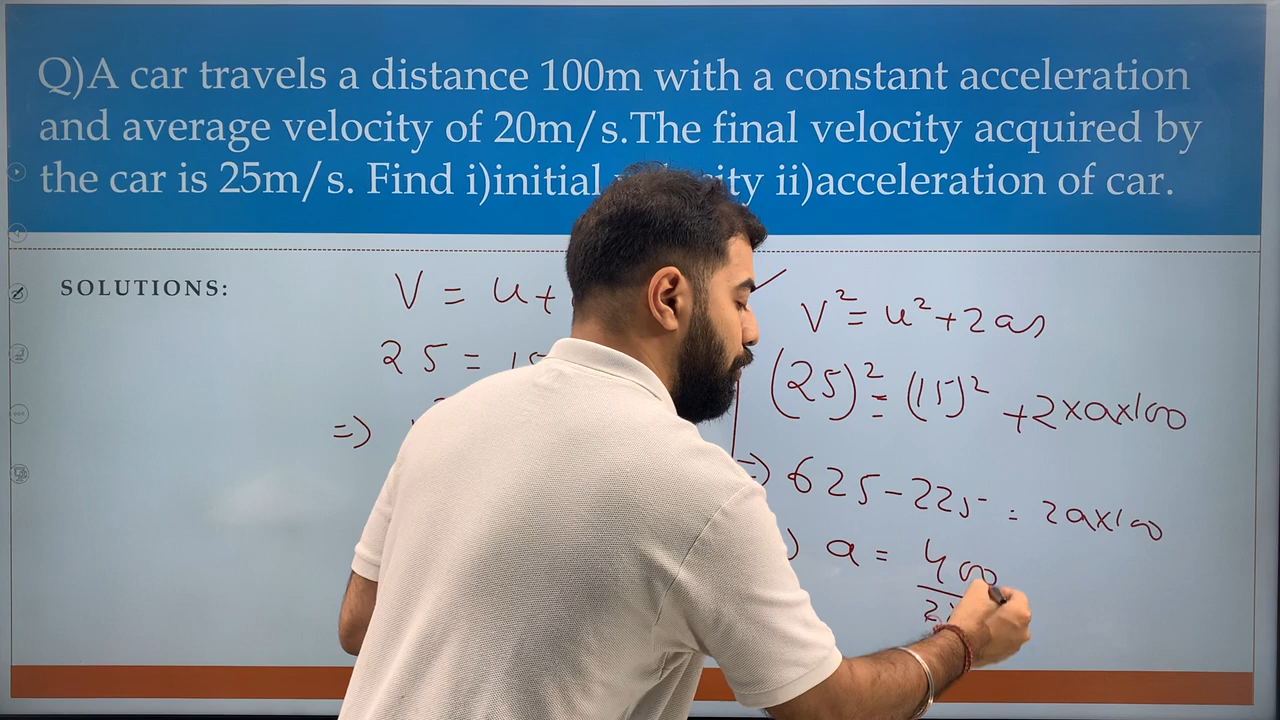 Q)A car travels a distance 100m with a constant acceleration
and average velocity of 20m/s.The final velocity acquired by
the car is 25m/s. Find i)initial ii)acceleration of car.
SOLUTIONS:
V = u +
25 = 15
=>
V² = u² + 2as
(25)² = (15)² + 2×a×100
=> 625 - 225 = 2a×100
a = 400